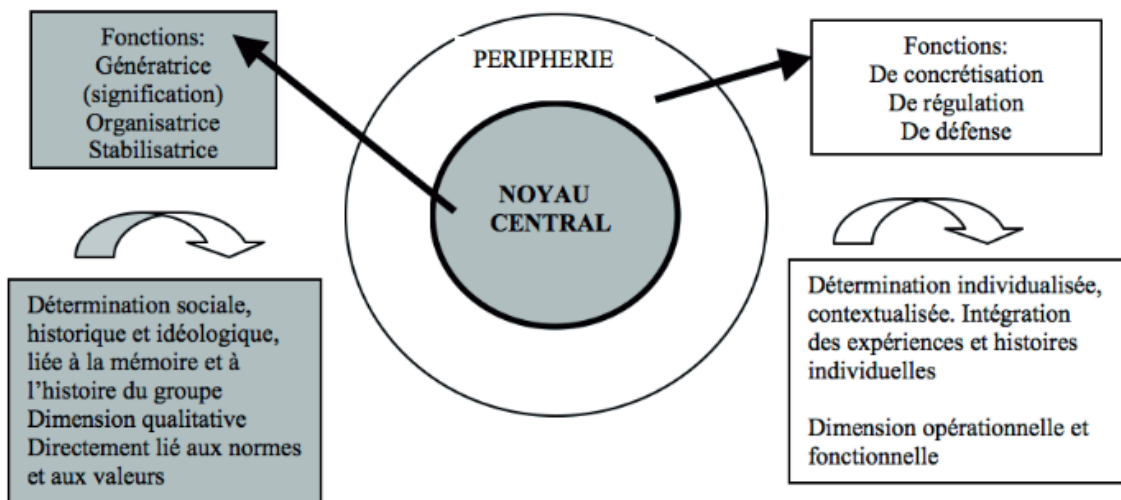 Fonctions:
Génératrice
(signification)
Organisatrice
Stabilisatrice
PERIPHERIE
NOYAU
CENTRAL
Fonctions:
De concrétisation
De régulation
De défense
Détermination sociale,
historique et idéologique,
liée à la mémoire et à
l'histoire du groupe
Dimension qualitative
Directement lié aux normes
et aux valeurs
Détermination individualisée,
contextualisée. Intégration
des expériences et histoires
individuelles
Dimension opérationnelle et
fonctionnelle